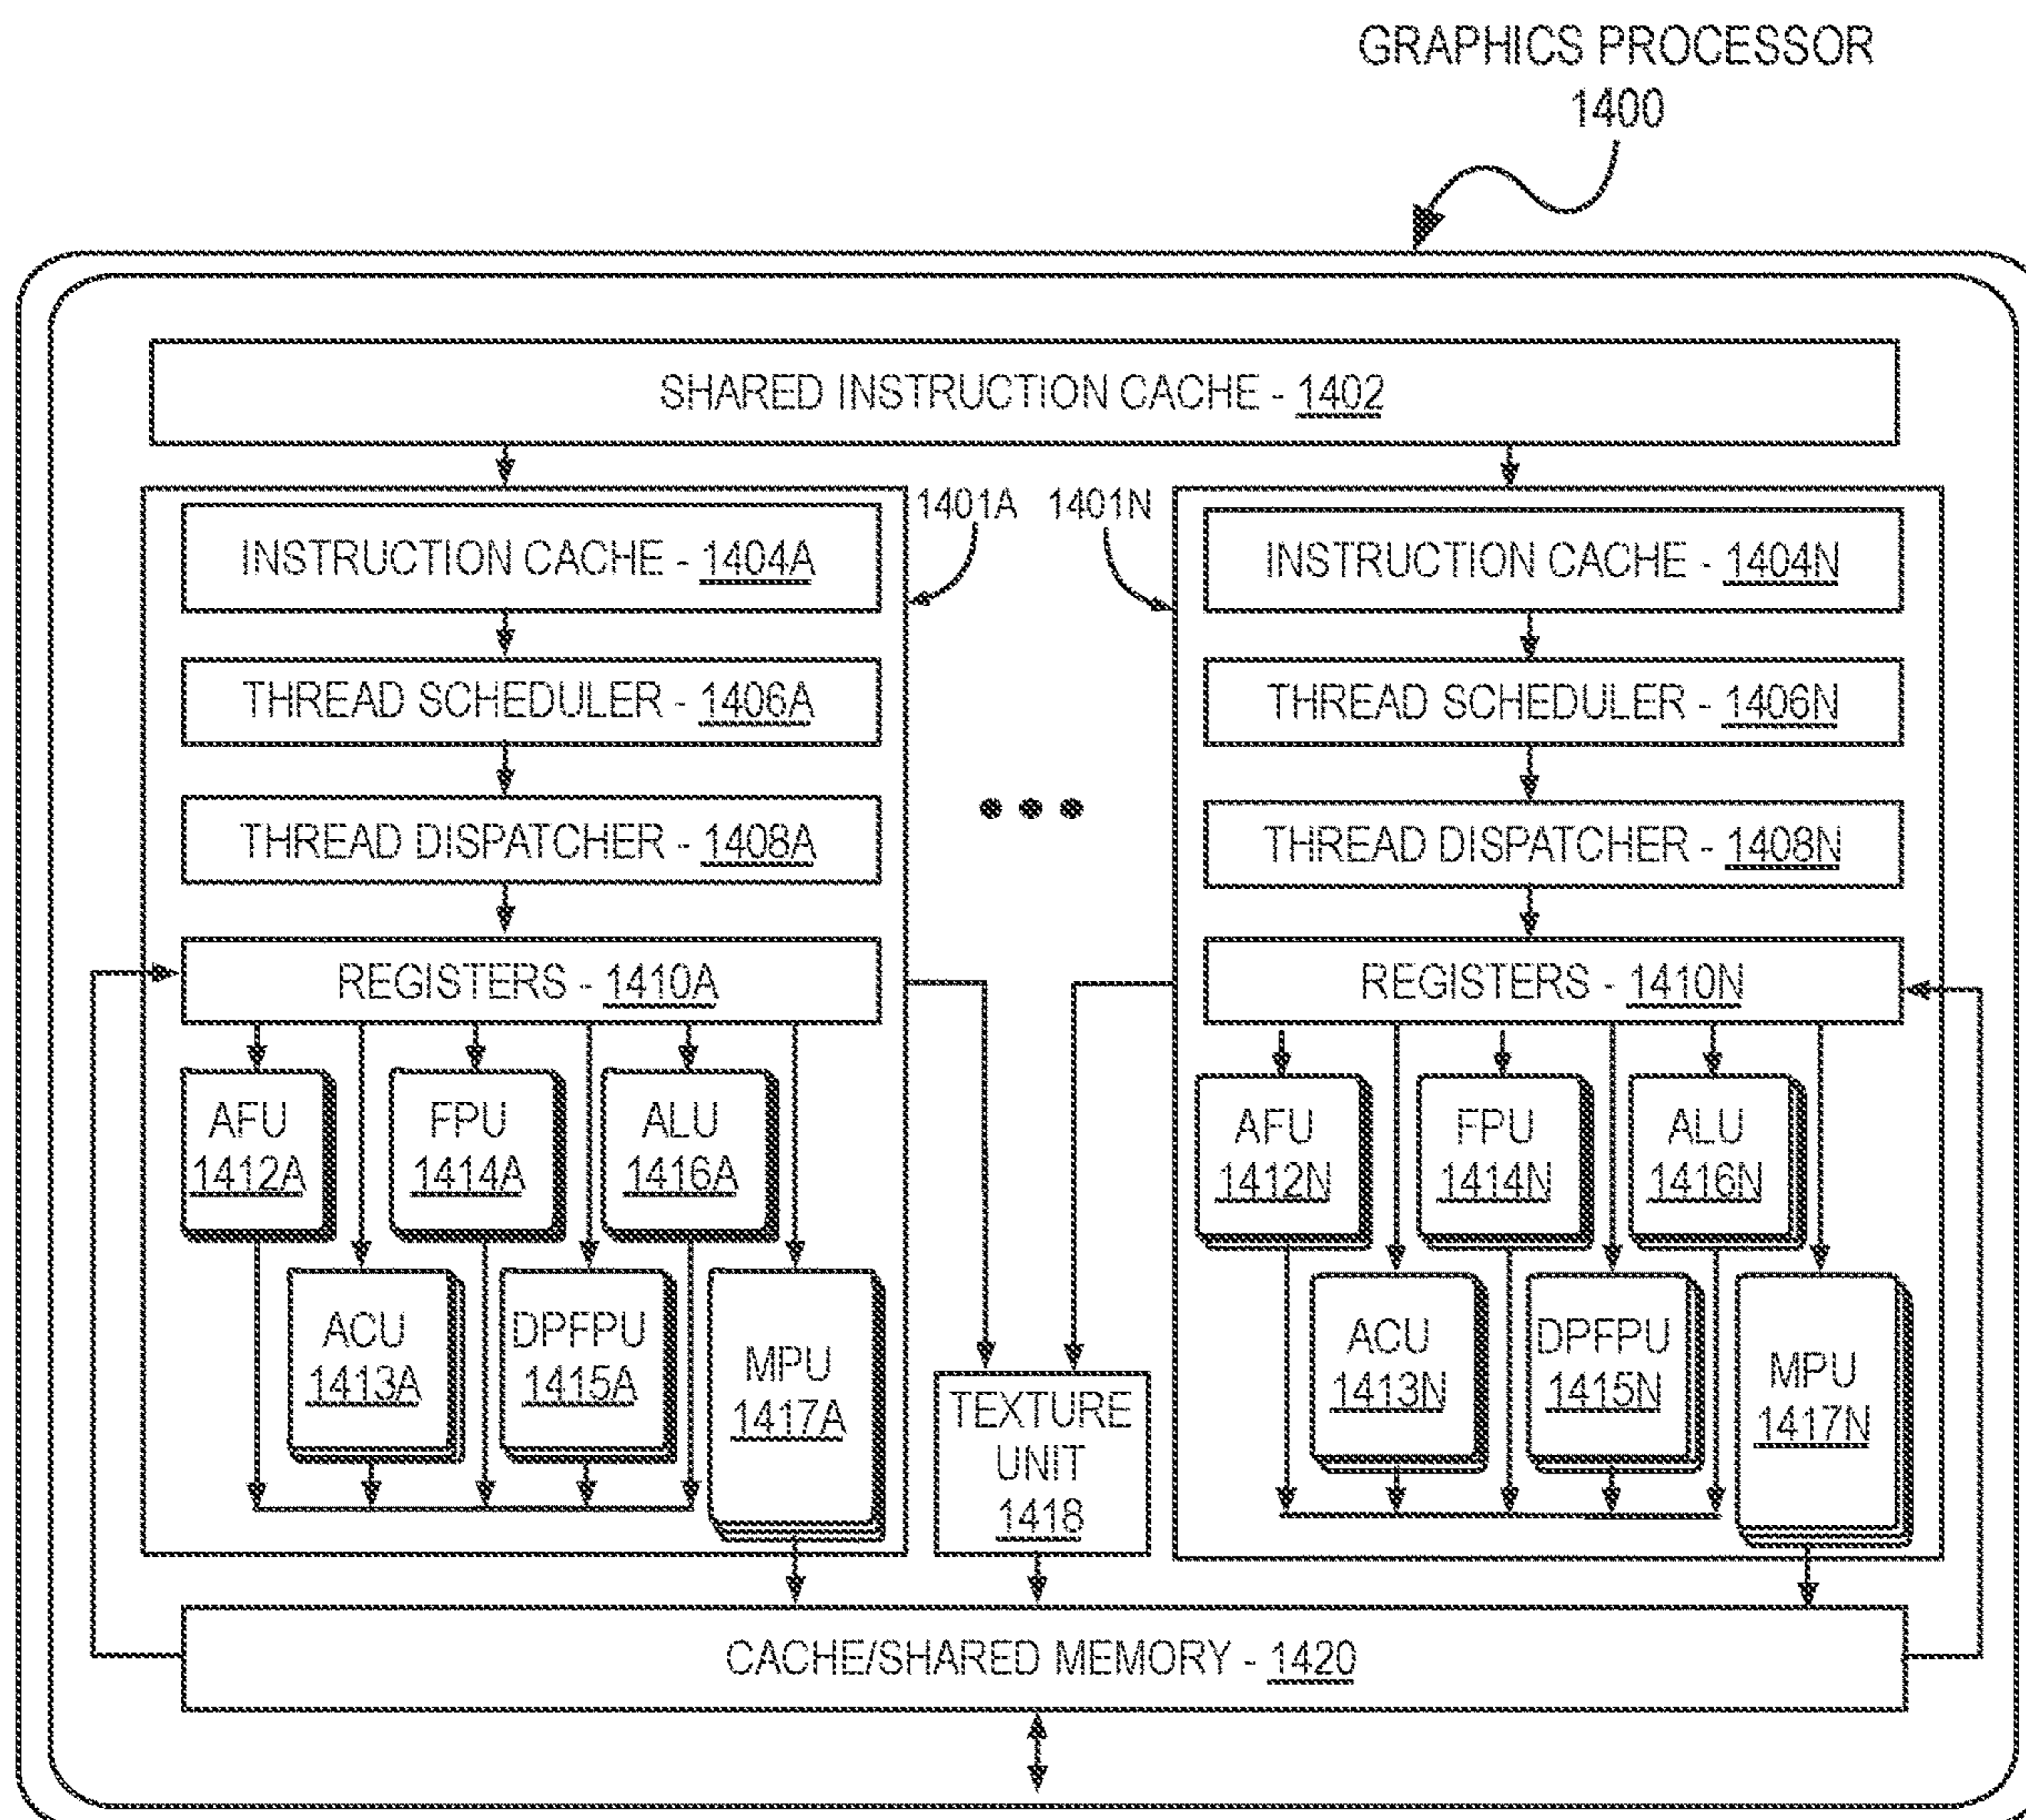 GRAPHICS PROCESSOR
1400
SHARED INSTRUCTION CACHE - 1402
1401A
1401N
INSTRUCTION CACHE - 1404A
THREAD SCHEDULER - 1406A
THREAD DISPATCHER - 1408A
REGISTERS - 1410A
AFU
1412A
FPU
1414A
ALU
1416A
ACU
1413A
DPFPU
1415A
MPU
1417A
TEXTURE
UNIT
1418
INSTRUCTION CACHE - 1404N
THREAD SCHEDULER - 1406N
THREAD DISPATCHER - 1408N
REGISTERS - 1410N
AFU
1412N
FPU
1414N
ALU
1416N
ACU
1413N
DPFPU
1415N
MPU
1417N
CACHE/SHARED MEMORY - 1420